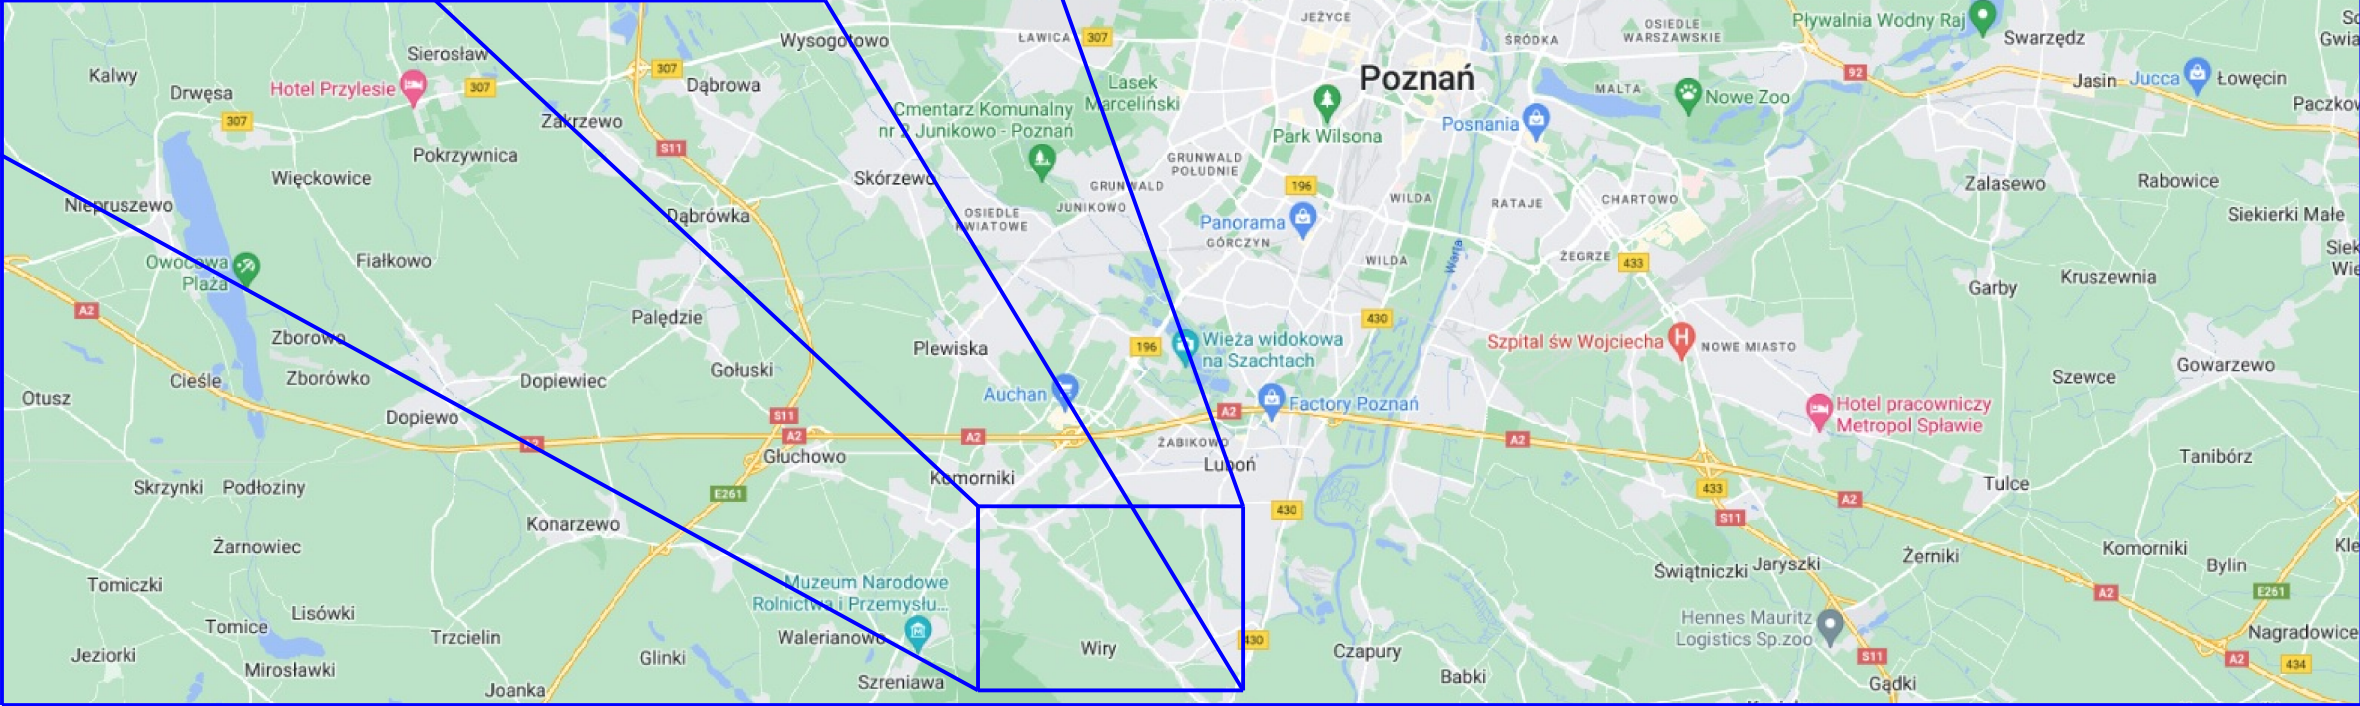 JEŻYCE
Pływalnia Wodny Raj
OSIEDLE
WARSZAWSKIE
Swarzędz
Wysogotowo
ŁAWICA
307
ŚRÓDKA
Sierosław
Kalwy
Hotel Przylesie
307
307
Dąbrowa
Lasek
Marceliński
Poznań
92
Jasin
Jucca
Łowęcin
Drwęsa
MALTA
Nowe Zoo
307
Zakrzewo
Cmentarz Komunalny
nr 2 Junikowo - Poznań
Park Wilsona
Posnania
S11
Pokrzywnica
GRUNWALD
POŁUDNIE
Więckowice
Skórzewo
GRUNWALD
196
WILDA
RATAJE
CHARTOWO
Zalasewo
Rabowice
Niepruszewo
Dąbrówka
OSIEDLE
KWIATOWE
JUNIKOWO
Panorama
GÓRCZYN
Siekierki Małe
Owocowa
Plaża
Fiałkowo
WILDA
Warta
ŻEGRZE
433
Garby
Kruszewnia
A2
Zborowo
Palędzie
Plewiska
196
Wieża widokowa
na Szachtach
430
Szpital św Wojciecha
NOWE MIASTO
Gowarzewo
Cieśle
Zborówko
Dopiewiec
Gołuski
Auchan
Szewce
Otusz
Dopiewo
S11
A2
Factory Poznań
Hotel pracowniczy
Metropol Spławie
A2
A2
A2
ŻABIKOWO
A2
Głuchowo
Luboń
Tanibórz
Skrzynki
Podłoziny
E261
Komorniki
430
433
A2
Tulce
Konarzewo
S11
Żarnowiec
Komorniki
Tomiczki
Muzeum Narodowe
Rolnictwa i Przemysłu...
Świątniczki
Jaryszki
Żerniki
Bylin
A2
E261
Lisówki
Tomice
Trzcielin
Walerianowo
Wiry
430
Czapury
Hennes Mauritz
Logistics Sp.zoo
Nagradowice
Jeziorki
Mirosławki
Glinki
Szreniawa
S11
A2
434
Joanka
Babki
Gądki